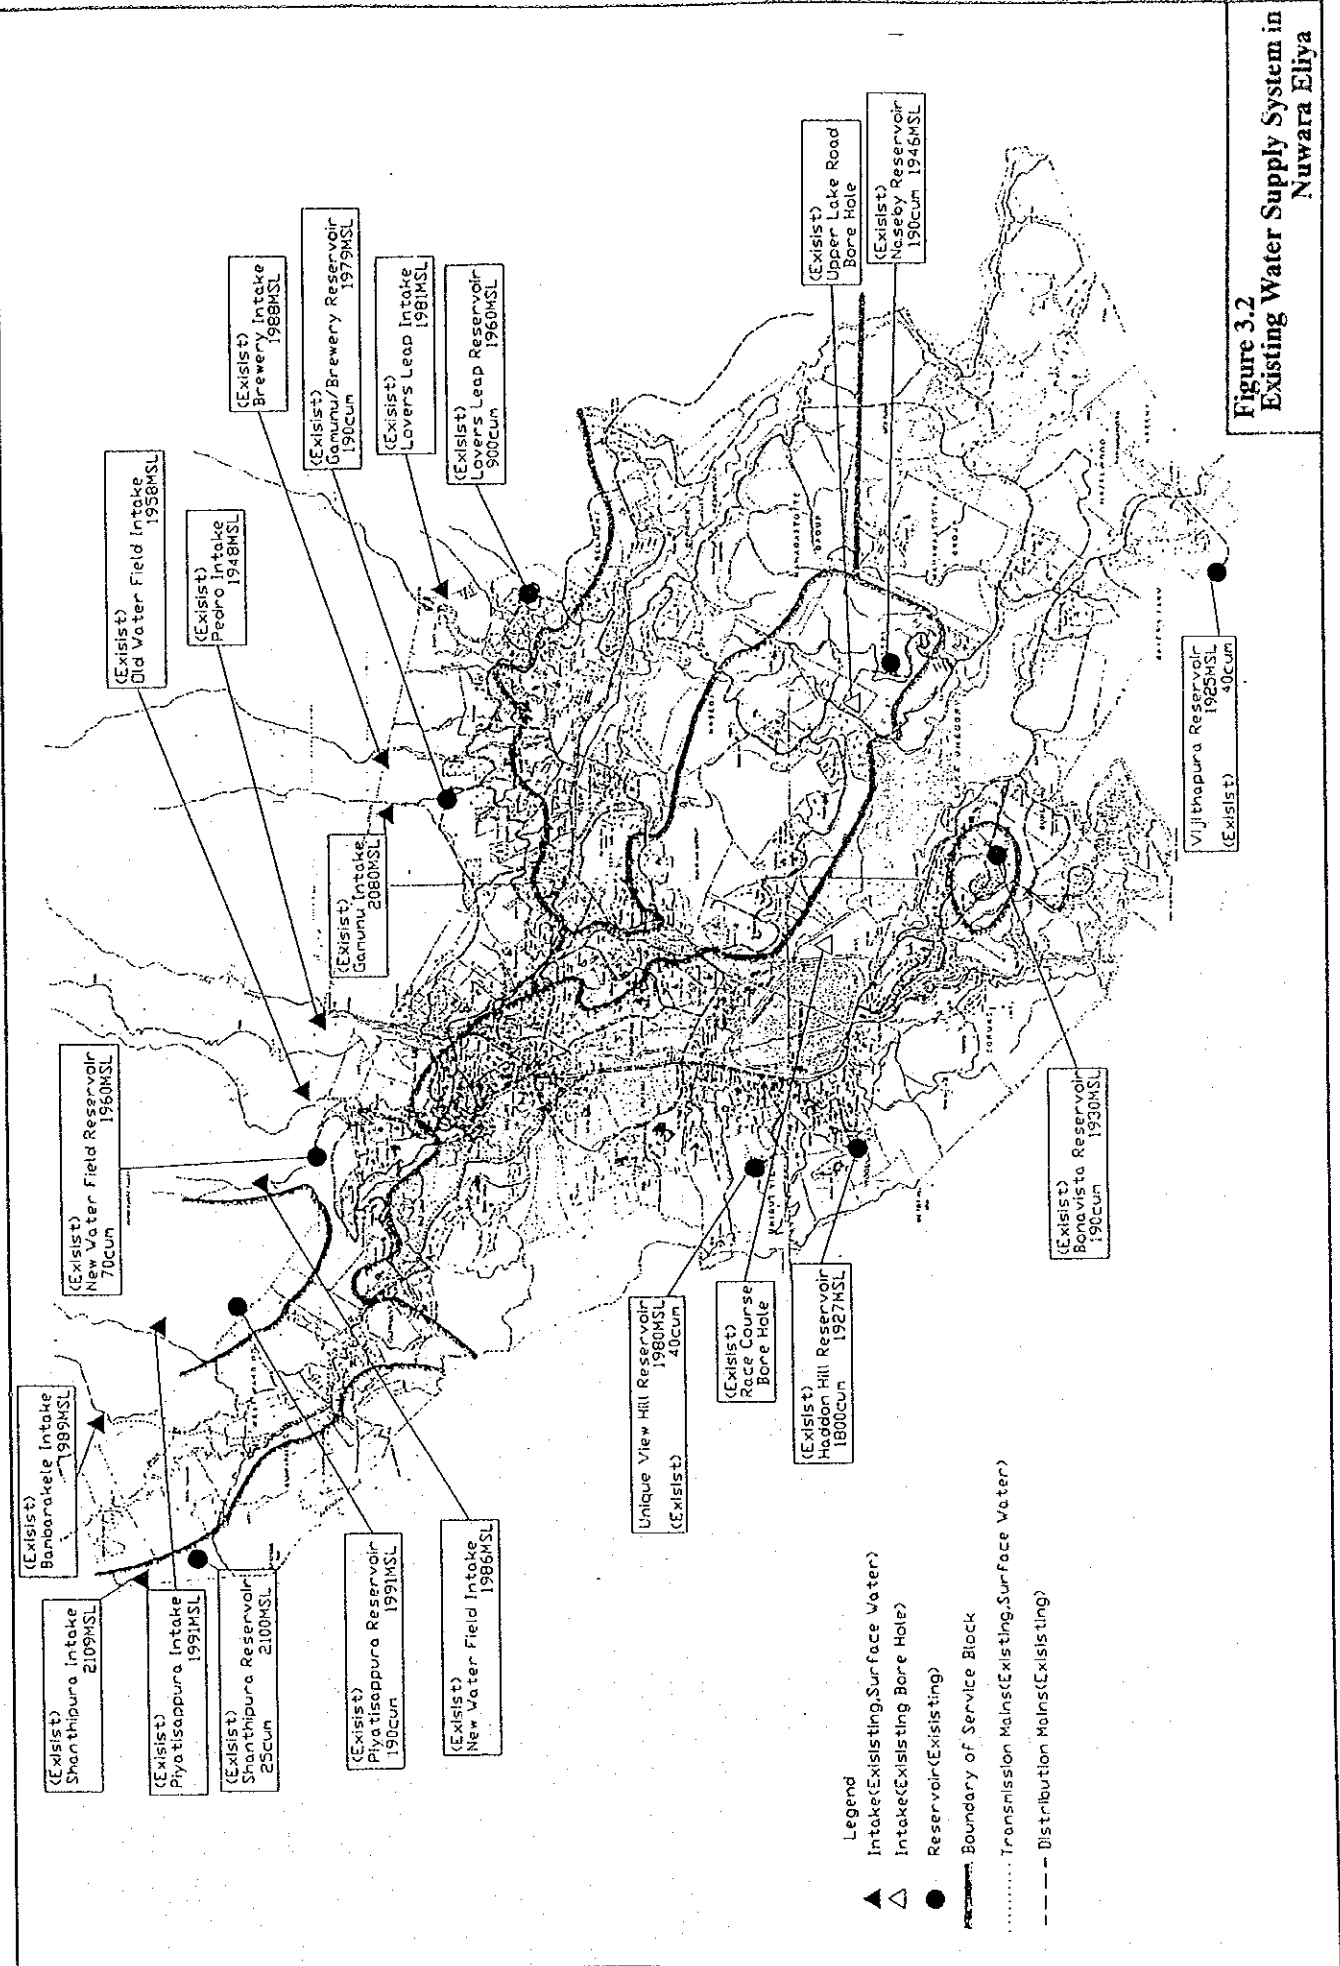 (Exisist)
Shanthipura Intake
2109MSL
(Exisist)
Bambarakele Intake
1989MSL
(Exisist)
Piyatisappura Intake
1991MSL
(Exisist)
Shanthipura Reservoir
25cum 2100MSL
(Exisist)
Piyatisappura Reservoir
190cum 1991MSL
(Exisist)
New Water Field Intake
1986MSL
(Exisist)
New Water Field Reservoir
70cum 1960MSL
(Exisist)
Old Water Field Intake
1958MSL
(Exisist)
Pedro Intake
1948MSL
(Exisist)
Brewery Intake
1988MSL
(Exisist)
Gamunu/Brewery Reservoir
190cum 1979MSL
(Exisist)
Gamunu Intake
2080MSL
(Exisist)
Lovers Leap Intake
1981MSL
(Exisist)
Lovers Leap Reservoir
900cum 1960MSL
Unique View Hill Reservoir
1980MSL
(Exisist) 40cum
(Exisist)
Race Course
Bore Hole
(Exisist)
Haddon Hill Reservoir
1800cum 1927MSL
(Exisist)
Upper Lake Road
Bore Hole
(Exisist)
Naseby Reservoir
190cum 1946MSL
(Exisist)
Bonavista Reservoir
190cum 1930MSL
Vijithapura Reservoir
1925MSL
(Exisist) 40cum
Legend
Intake(Exisisting,Surface Water)
Intake(Exisisting Bore Hole)
Reservoir(Exisisting)
Boundary of Service Block
Transmission Mains(Existing,Surface Water)
Distribution Mains(Exisisting)
Figure 3.2
Existing Water Supply System in
Nuwara Eliya